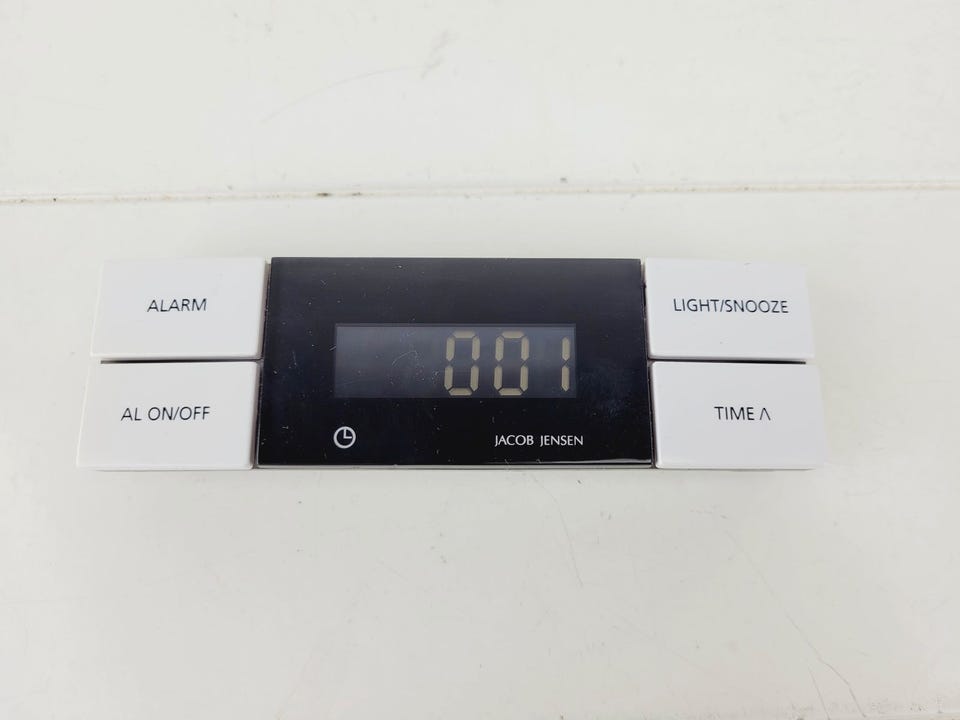 ALARM
LIGHT/SNOOZE
001
AL ON/OFF
TIME Λ
JACOB JENSEN